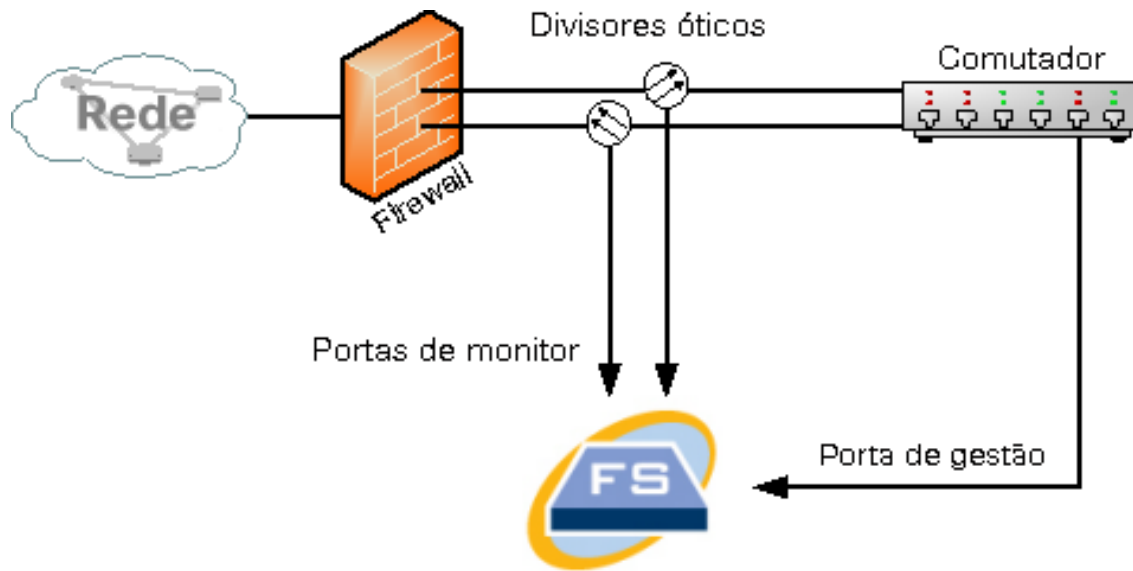 Divisores óticos
Comutador
Rede
Firewall
Portas de monitor
Porta de gestão
FS